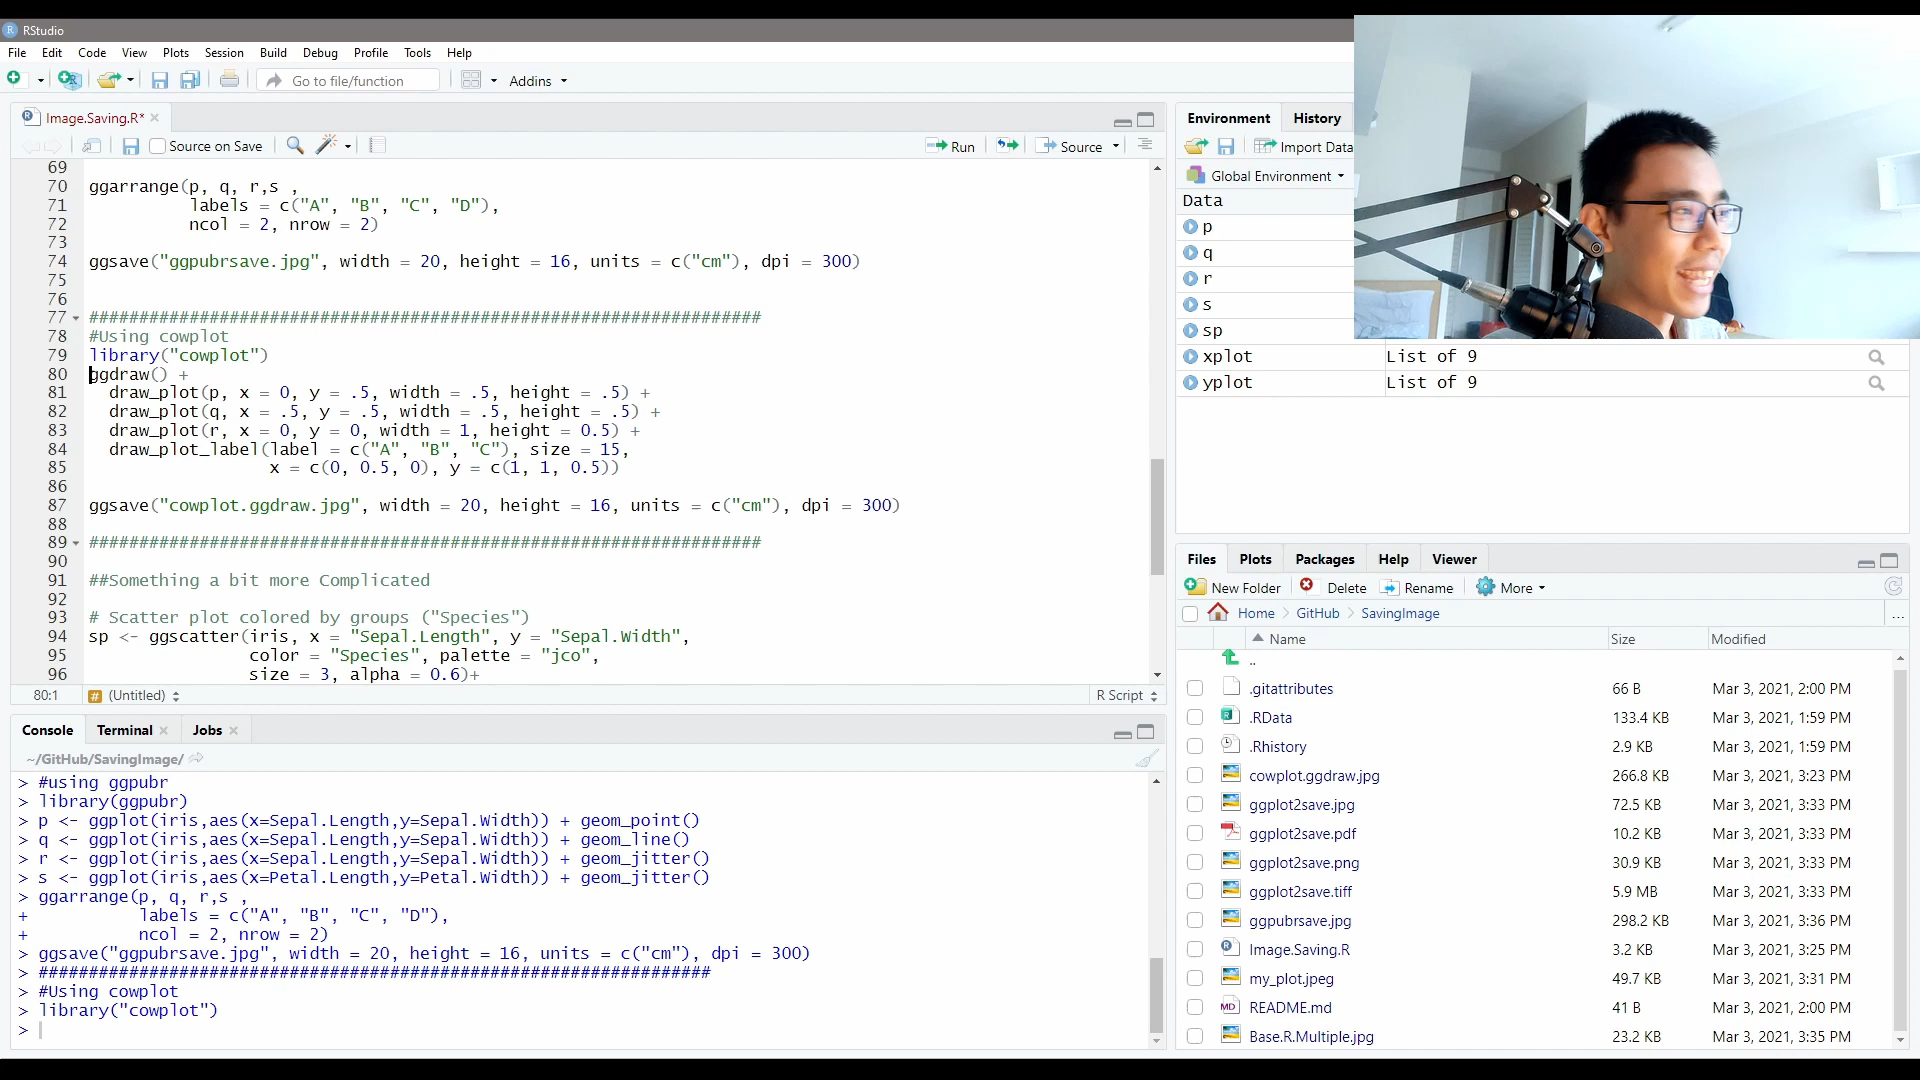 RStudio
File Edit Code View Plots Session Build Debug Profile Tools Help
Go to file/function Addins
Image.Saving.R*
Source on Save Run Source
69
70 ggarrange(p, q, r,s ,
71 labels = c("A", "B", "C", "D"),
72 ncol = 2, nrow = 2)
73
74 ggsave("ggpubrsave.jpg", width = 20, height = 16, units = c("cm"), dpi = 300)
75
76
77 ###################################################################
78 #Using cowplot
79 library("cowplot")
80 ggdraw() +
81 draw_plot(p, x = 0, y = .5, width = .5, height = .5) +
82 draw_plot(q, x = .5, y = .5, width = .5, height = .5) +
83 draw_plot(r, x = 0, y = 0, width = 1, height = 0.5) +
84 draw_plot_label(label = c("A", "B", "C"), size = 15,
85 x = c(0, 0.5, 0), y = c(1, 1, 0.5))
86
87 ggsave("cowplot.ggdraw.jpg", width = 20, height = 16, units = c("cm"), dpi = 300)
88
89 ###################################################################
90
91 ##Something a bit more Complicated
92
93 # Scatter plot colored by groups ("Species")
94 sp <- ggscatter(iris, x = "Sepal.Length", y = "Sepal.Width",
95 color = "Species", palette = "jco",
96 size = 3, alpha = 0.6)+
80:1 # (Untitled) R Script
Console Terminal Jobs
~/GitHub/SavingImage/
> #using ggpubr
> library(ggpubr)
> p <- ggplot(iris,aes(x=Sepal.Length,y=Sepal.Width)) + geom_point()
> q <- ggplot(iris,aes(x=Sepal.Length,y=Sepal.Width)) + geom_line()
> r <- ggplot(iris,aes(x=Sepal.Length,y=Sepal.Width)) + geom_jitter()
> s <- ggplot(iris,aes(x=Petal.Length,y=Petal.Width)) + geom_jitter()
> ggarrange(p, q, r,s ,
+ labels = c("A", "B", "C", "D"),
+ ncol = 2, nrow = 2)
> ggsave("ggpubrsave.jpg", width = 20, height = 16, units = c("cm"), dpi = 300)
> ###################################################################
> #Using cowplot
> library("cowplot")
>
Environment History
Import Data
Global Environment
Data
p
q
r
s
sp
xplot List of 9
yplot List of 9
Files Plots Packages Help Viewer
New Folder Delete Rename More
Home GitHub SavingImage ...
Name Size Modified
..
.gitattributes 66 B Mar 3, 2021, 2:00 PM
.RData 133.4 KB Mar 3, 2021, 1:59 PM
.Rhistory 2.9 KB Mar 3, 2021, 1:59 PM
cowplot.ggdraw.jpg 266.8 KB Mar 3, 2021, 3:23 PM
ggplot2save.jpg 72.5 KB Mar 3, 2021, 3:33 PM
ggplot2save.pdf 10.2 KB Mar 3, 2021, 3:33 PM
ggplot2save.png 30.9 KB Mar 3, 2021, 3:33 PM
ggplot2save.tiff 5.9 MB Mar 3, 2021, 3:33 PM
ggpubrsave.jpg 298.2 KB Mar 3, 2021, 3:36 PM
Image.Saving.R 3.2 KB Mar 3, 2021, 3:25 PM
my_plot.jpeg 49.7 KB Mar 3, 2021, 3:31 PM
MD README.md 41 B Mar 3, 2021, 2:00 PM
Base.R.Multiple.jpg 23.2 KB Mar 3, 2021, 3:35 PM